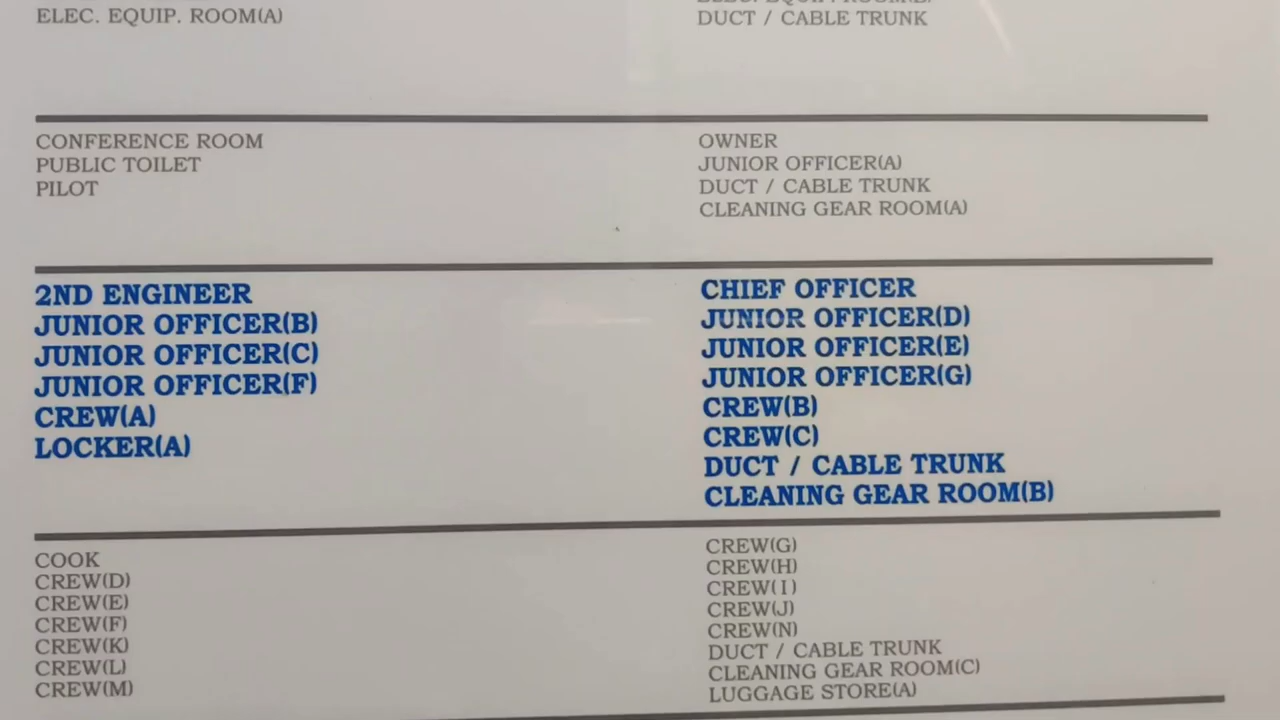 ELEC. EQUIP. ROOM(A)
DUCT / CABLE TRUNK
CONFERENCE ROOM
PUBLIC TOILET
PILOT
OWNER
JUNIOR OFFICER(A)
DUCT / CABLE TRUNK
CLEANING GEAR ROOM(A)
2ND ENGINEER
JUNIOR OFFICER(B)
JUNIOR OFFICER(C)
JUNIOR OFFICER(F)
CREW(A)
LOCKER(A)
CHIEF OFFICER
JUNIOR OFFICER(D)
JUNIOR OFFICER(E)
JUNIOR OFFICER(G)
CREW(B)
CREW(C)
DUCT / CABLE TRUNK
CLEANING GEAR ROOM(B)
COOK
CREW(D)
CREW(E)
CREW(F)
CREW(K)
CREW(L)
CREW(M)
CREW(G)
CREW(H)
CREW(I)
CREW(J)
CREW(N)
DUCT / CABLE TRUNK
CLEANING GEAR ROOM(C)
LUGGAGE STORE(A)